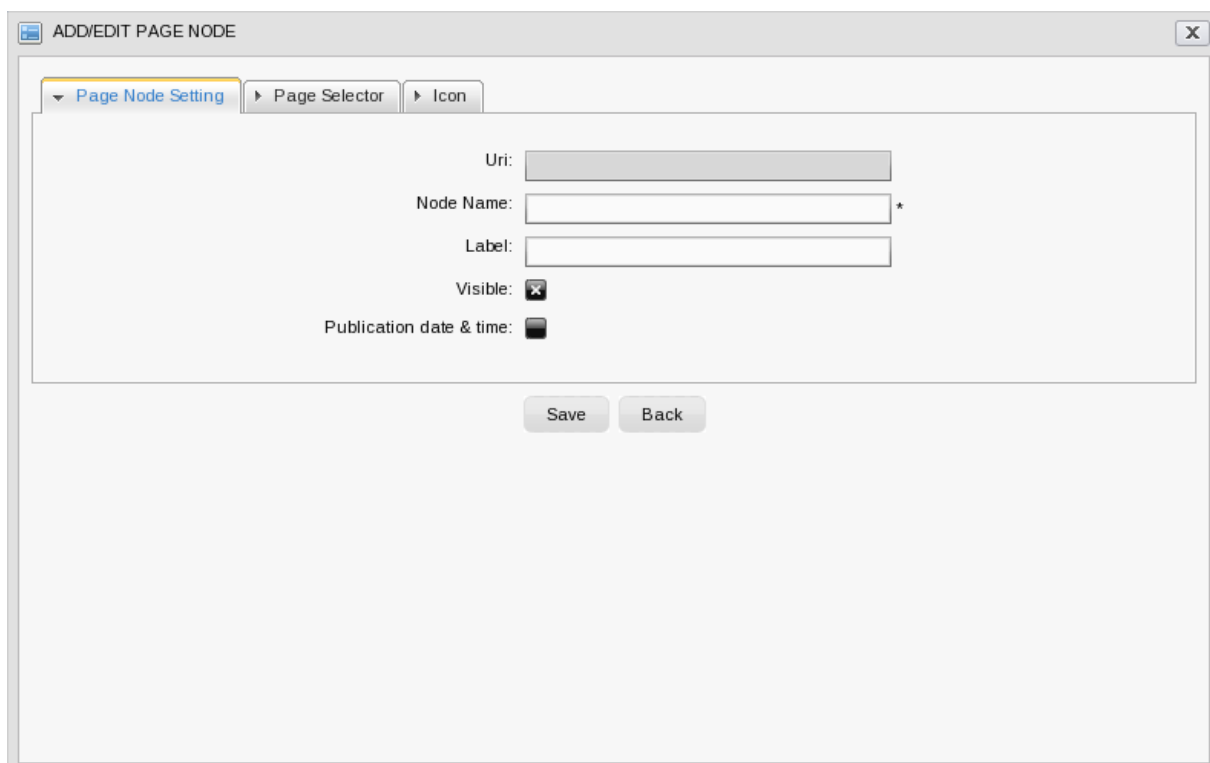 ADD/EDIT PAGE NODE
Page Node Setting
Page Selector
Icon
Uri:
Node Name: *
Label:
Visible:
Publication date & time:
Save
Back